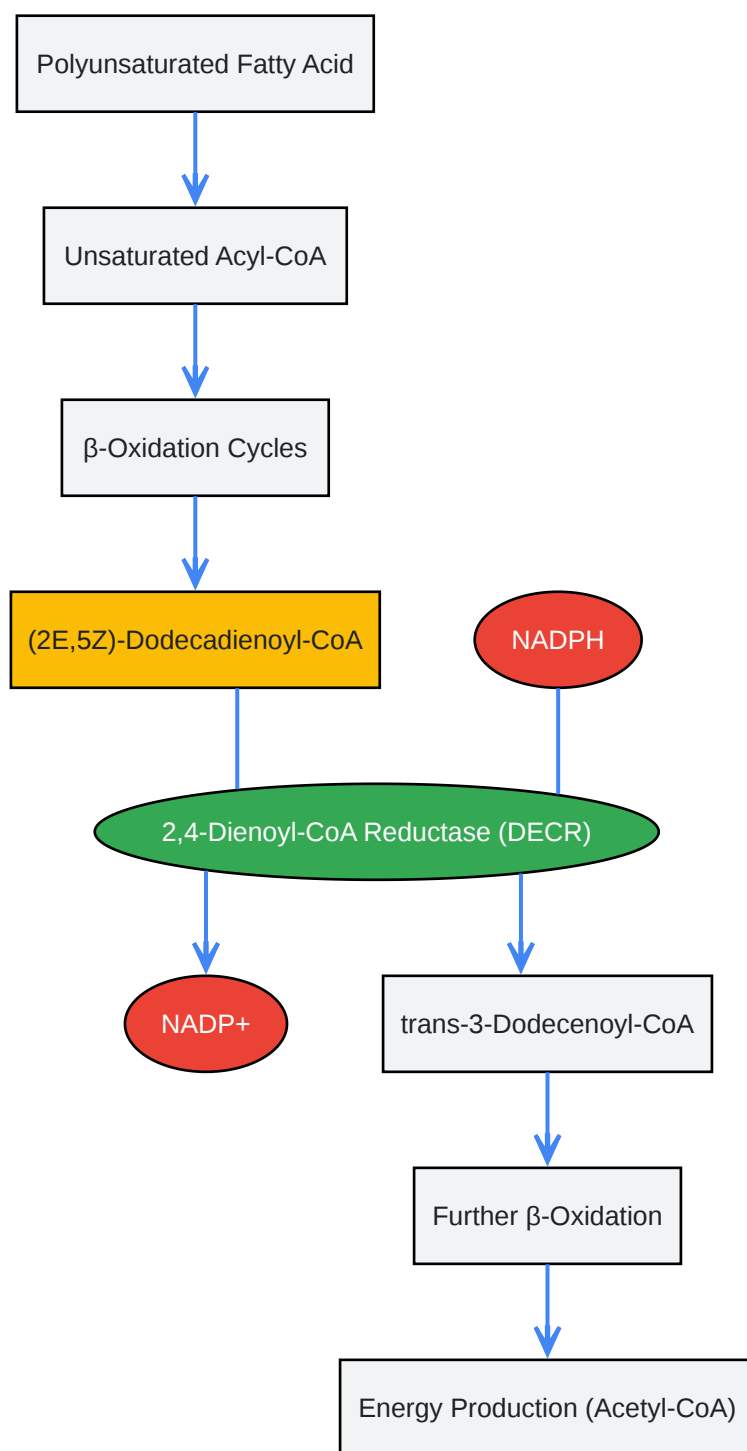 Polyunsaturated Fatty Acid
Unsaturated Acyl-CoA
β-Oxidation Cycles
(2E,5Z)-Dodecadienoyl-CoA
NADPH
2,4-Dienoyl-CoA Reductase (DECR)
NADP+
trans-3-Dodecenoyl-CoA
Further β-Oxidation
Energy Production (Acetyl-CoA)